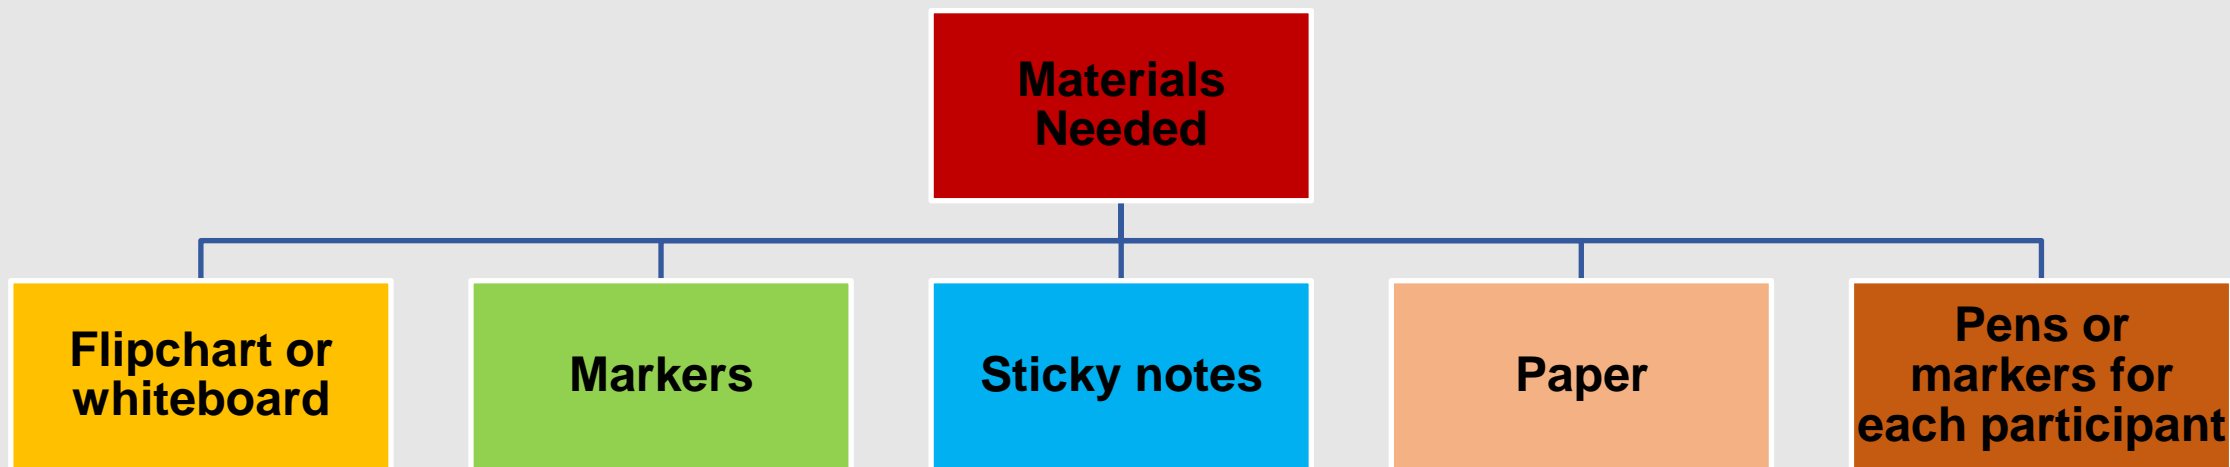 Materials
Needed
Flipchart or
whiteboard
Markers
Sticky notes
Paper
Pens or
markers for
each participant